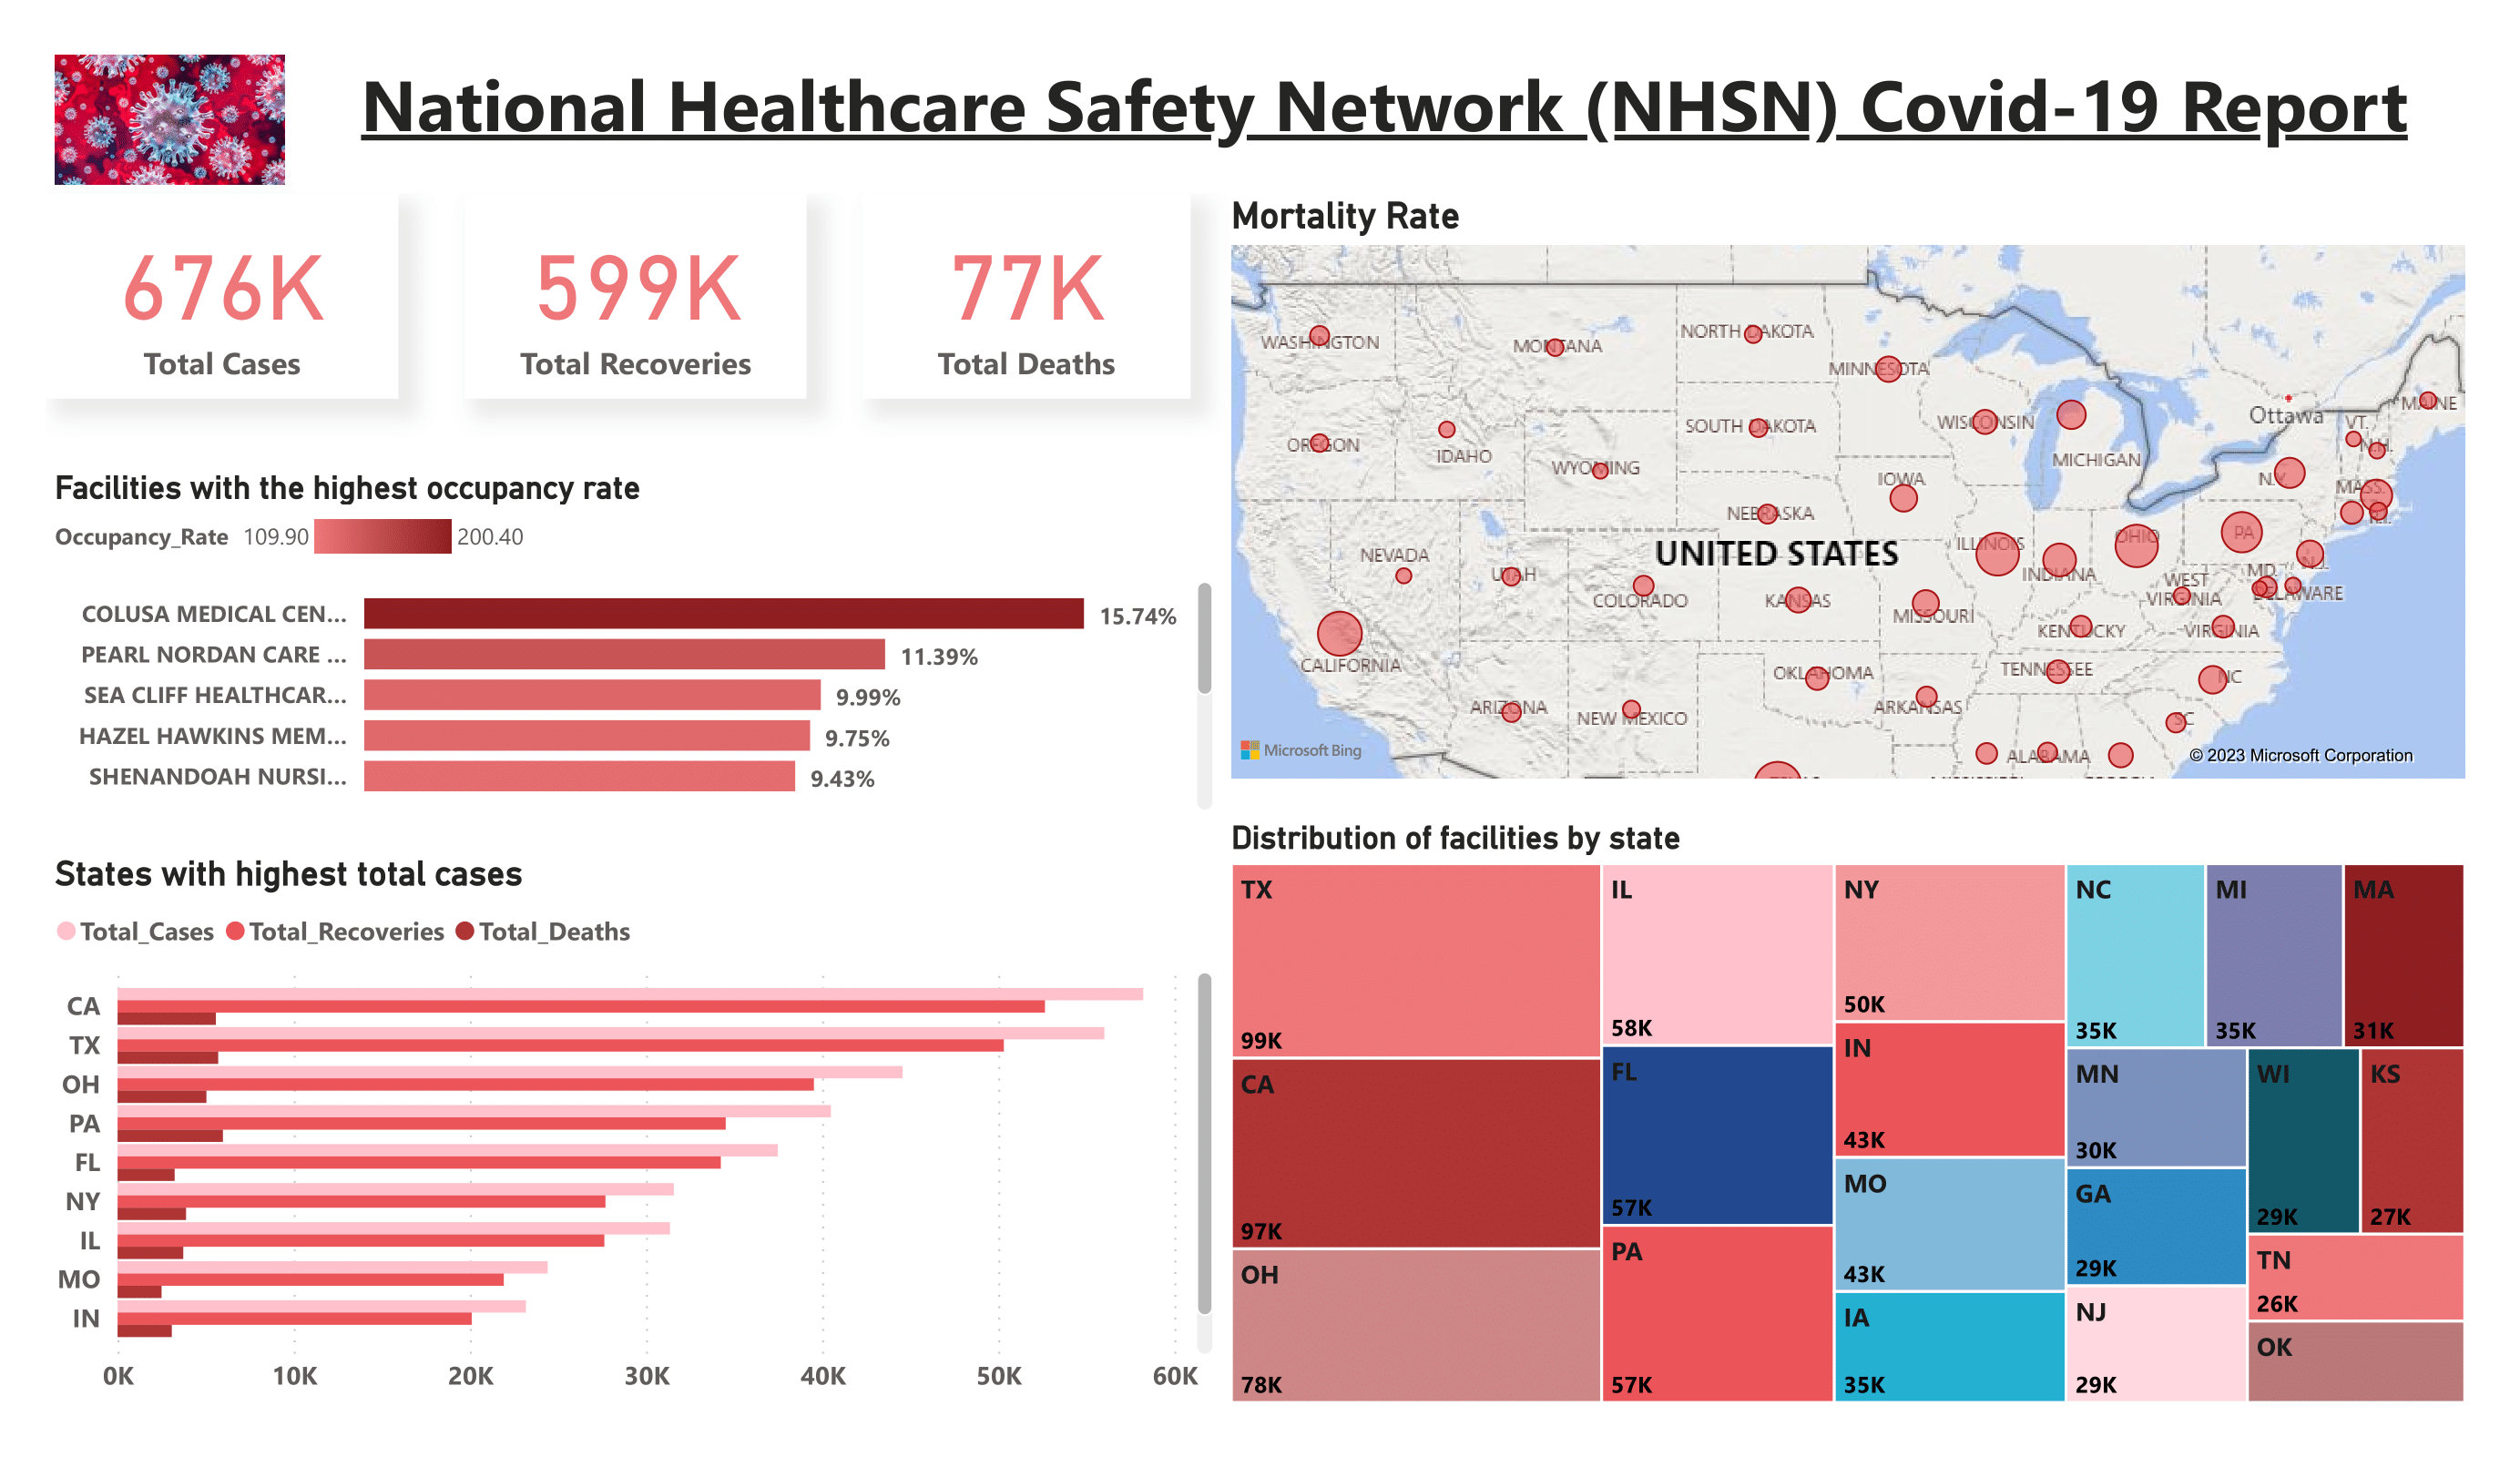 National Healthcare Safety Network (NHSN) Covid-19 Report
676K
Total Cases
599K
Total Recoveries
77K
Total Deaths
Facilities with the highest occupancy rate
Occupancy_Rate 109.90 200.40
COLUSA MEDICAL CEN... 15.74%
PEARL NORDAN CARE ... 11.39%
SEA CLIFF HEALTHCAR... 9.99%
HAZEL HAWKINS MEM... 9.75%
SHENANDOAH NURSI... 9.43%
States with highest total cases
Total_Cases Total_Recoveries Total_Deaths
CA
TX
OH
PA
FL
NY
IL
MO
IN
0K 10K 20K 30K 40K 50K 60K
Mortality Rate
WASHINGTON
MONTANA
NORTH DAKOTA
MINNESOTA
OREGON
IDAHO
WYOMING
SOUTH DAKOTA
WISCONSIN
MICHIGAN
Ottawa
VT.
N.H.
MAINE
IOWA
NEBRASKA
N.Y.
MASS.
R.I.
UNITED STATES
NEVADA
UTAH
COLORADO
KANSAS
ILLINOIS
INDIANA
OHIO
PA
N.J.
MD.
DELAWARE
WEST
VIRGINIA
MISSOURI
KENTUCKY
VIRGINIA
CALIFORNIA
ARIZONA
NEW MEXICO
OKLAHOMA
ARKANSAS
TENNESSEE
NC
SC
ALABAMA
Microsoft Bing
© 2023 Microsoft Corporation
Distribution of facilities by state
TX
99K
CA
97K
OH
78K
IL
58K
FL
57K
PA
57K
NY
50K
IN
43K
MO
43K
IA
35K
NC
35K
MI
35K
MA
31K
MN
30K
GA
29K
NJ
29K
WI
29K
KS
27K
TN
26K
OK